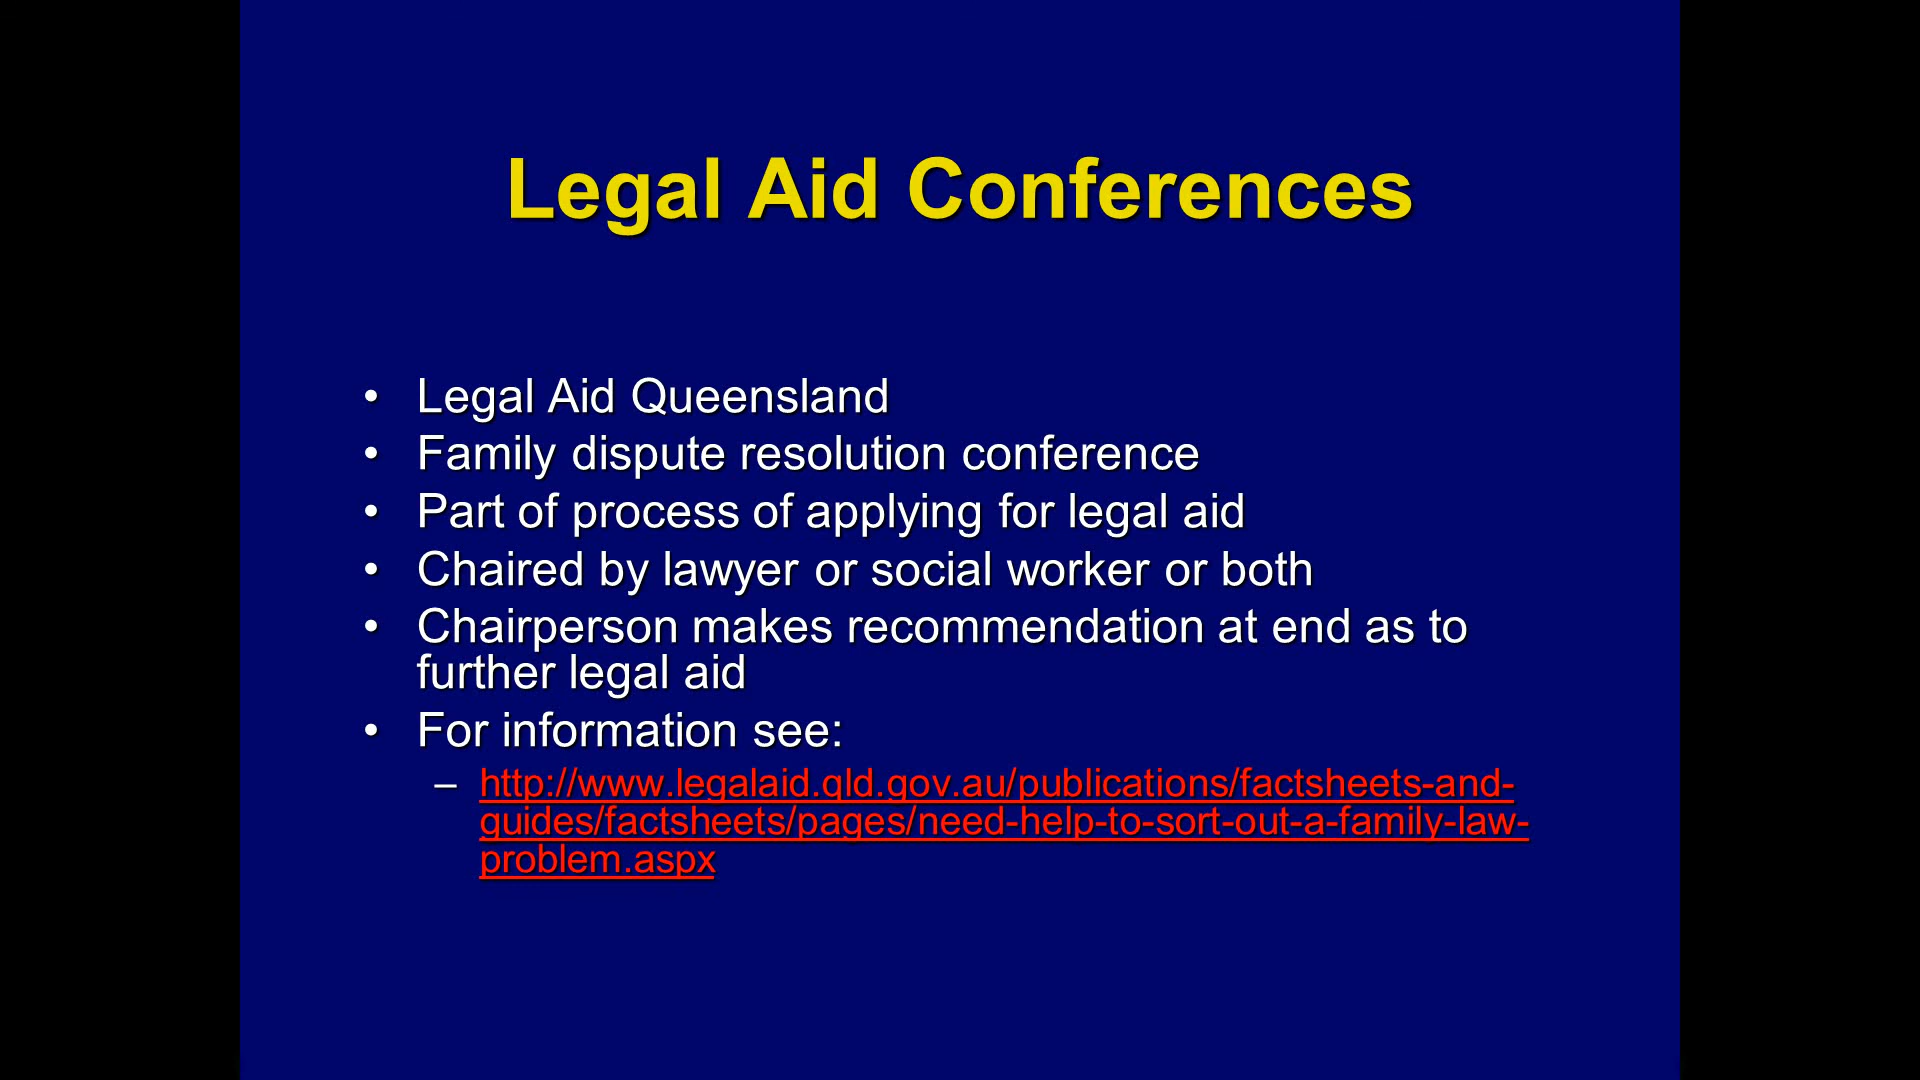 Legal Aid Conferences
• Legal Aid Queensland
• Family dispute resolution conference
• Part of process of applying for legal aid
• Chaired by lawyer or social worker or both
• Chairperson makes recommendation at end as to
further legal aid
• For information see:
– http://www.legalaid.qld.gov.au/publications/factsheets-and-
guides/factsheets/pages/need-help-to-sort-out-a-family-law-
problem.aspx